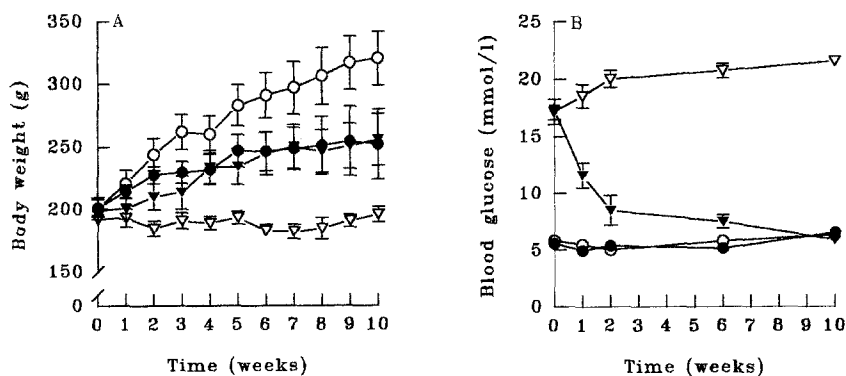 A
Body weight (g)
350
300
250
200
150
0
0 1 2 3 4 5 6 7 8 9 10
Time (weeks)
B
Blood glucose (mmol/l)
25
20
15
10
5
0
0 1 2 3 4 5 6 7 8 9 10
Time (weeks)